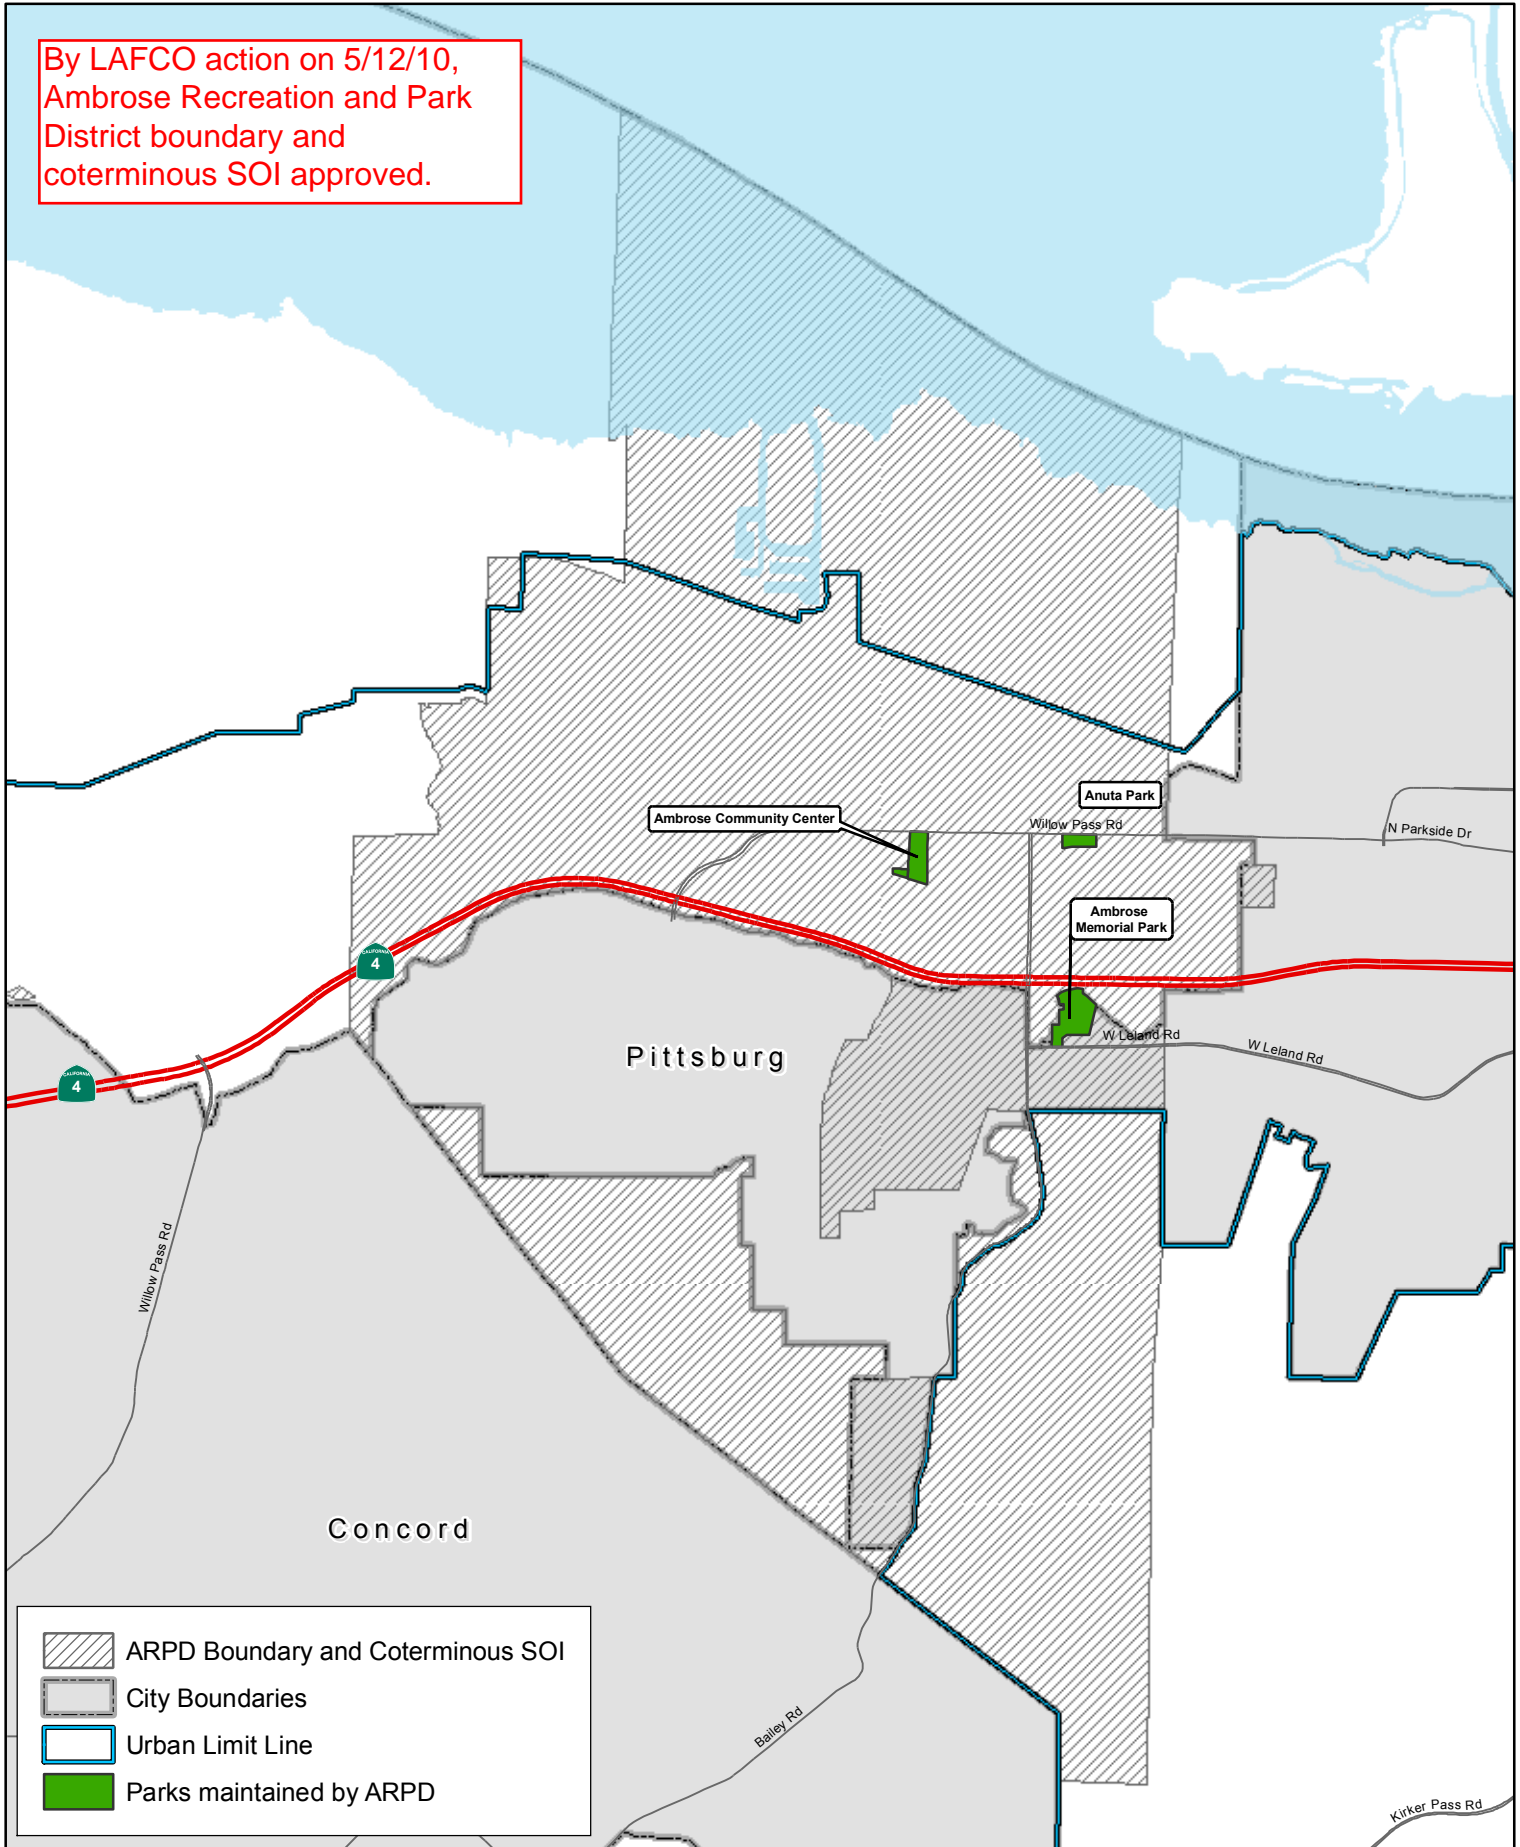 By LAFCO action on 5/12/10,
Ambrose Recreation and Park
District boundary and
coterminous SOI approved.
Anuta Park
Ambrose Community Center
Willow Pass Rd
N Parkside Dr
Ambrose
Memorial Park
CALIFORNIA
4
Pittsburg
W Leland Rd
W Leland Rd
CALIFORNIA
4
Willow Pass Rd
Concord
ARPD Boundary and Coterminous SOI
City Boundaries
Urban Limit Line
Parks maintained by ARPD
Bailey Rd
Kirker Pass Rd